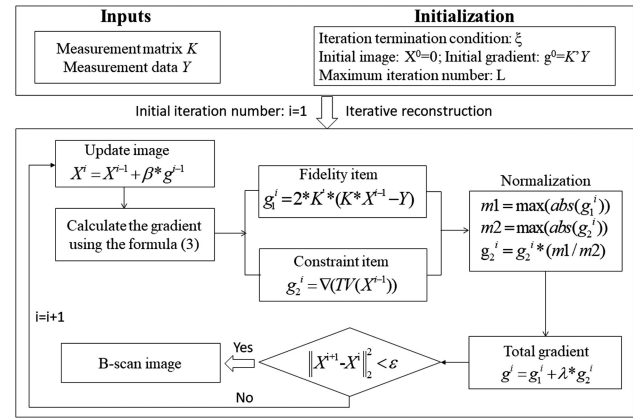 Inputs
Measurement matrix K
Measurement data Y
Initialization
Iteration termination condition: ξ
Initial image: X⁰=0; Initial gradient: g⁰=K'Y
Maximum iteration number: L
Initial iteration number: i=1
Iterative reconstruction
Update image
Xⁱ = Xⁱ⁻¹ + β* gⁱ⁻¹
Calculate the gradient
using the formula (3)
Fidelity item
g₁ⁱ = 2* K'*(K* Xⁱ⁻¹ − Y)
Constraint item
g₂ⁱ = ∇(TV(Xⁱ⁻¹))
Normalization
m1 = max(abs(g₁ⁱ))
m2 = max(abs(g₂ⁱ))
g₂ⁱ = g₂ⁱ *(m1/ m2)
Total gradient
gⁱ = g₁ⁱ + λ* g₂ⁱ
‖Xⁱ⁺¹-Xⁱ‖₂² < ε
Yes
B-scan image
No
i=i+1